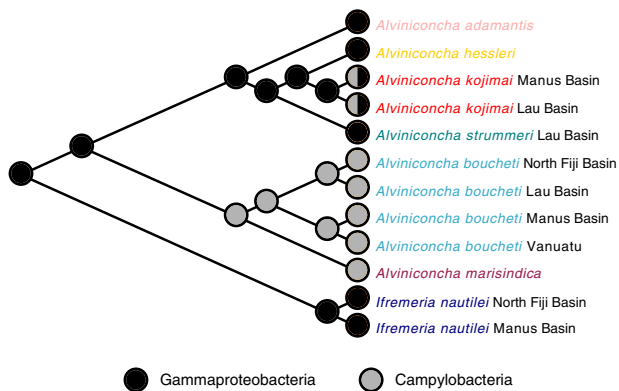 Alviniconcha adamantis
Alviniconcha hessleri
Alviniconcha kojimai Manus Basin
Alviniconcha kojimai Lau Basin
Alviniconcha strummeri Lau Basin
Alviniconcha boucheti North Fiji Basin
Alviniconcha boucheti Lau Basin
Alviniconcha boucheti Manus Basin
Alviniconcha boucheti Vanuatu
Alviniconcha marisindica
Ifremeria nautilei North Fiji Basin
Ifremeria nautilei Manus Basin
Gammaproteobacteria Campylobacteria